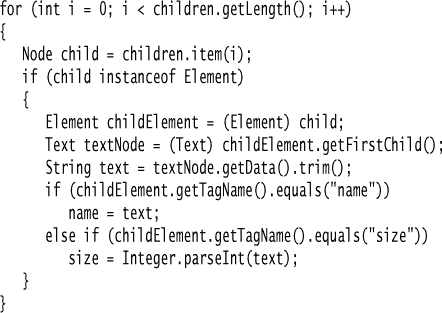 for (int i = 0; i < children.getLength(); i++)
{
   Node child = children.item(i);
   if (child instanceof Element)
   {
      Element childElement = (Element) child;
      Text textNode = (Text) childElement.getFirstChild();
      String text = textNode.getData().trim();
      if (childElement.getTagName().equals("name"))
         name = text;
      else if (childElement.getTagName().equals("size"))
         size = Integer.parseInt(text);
   }
}